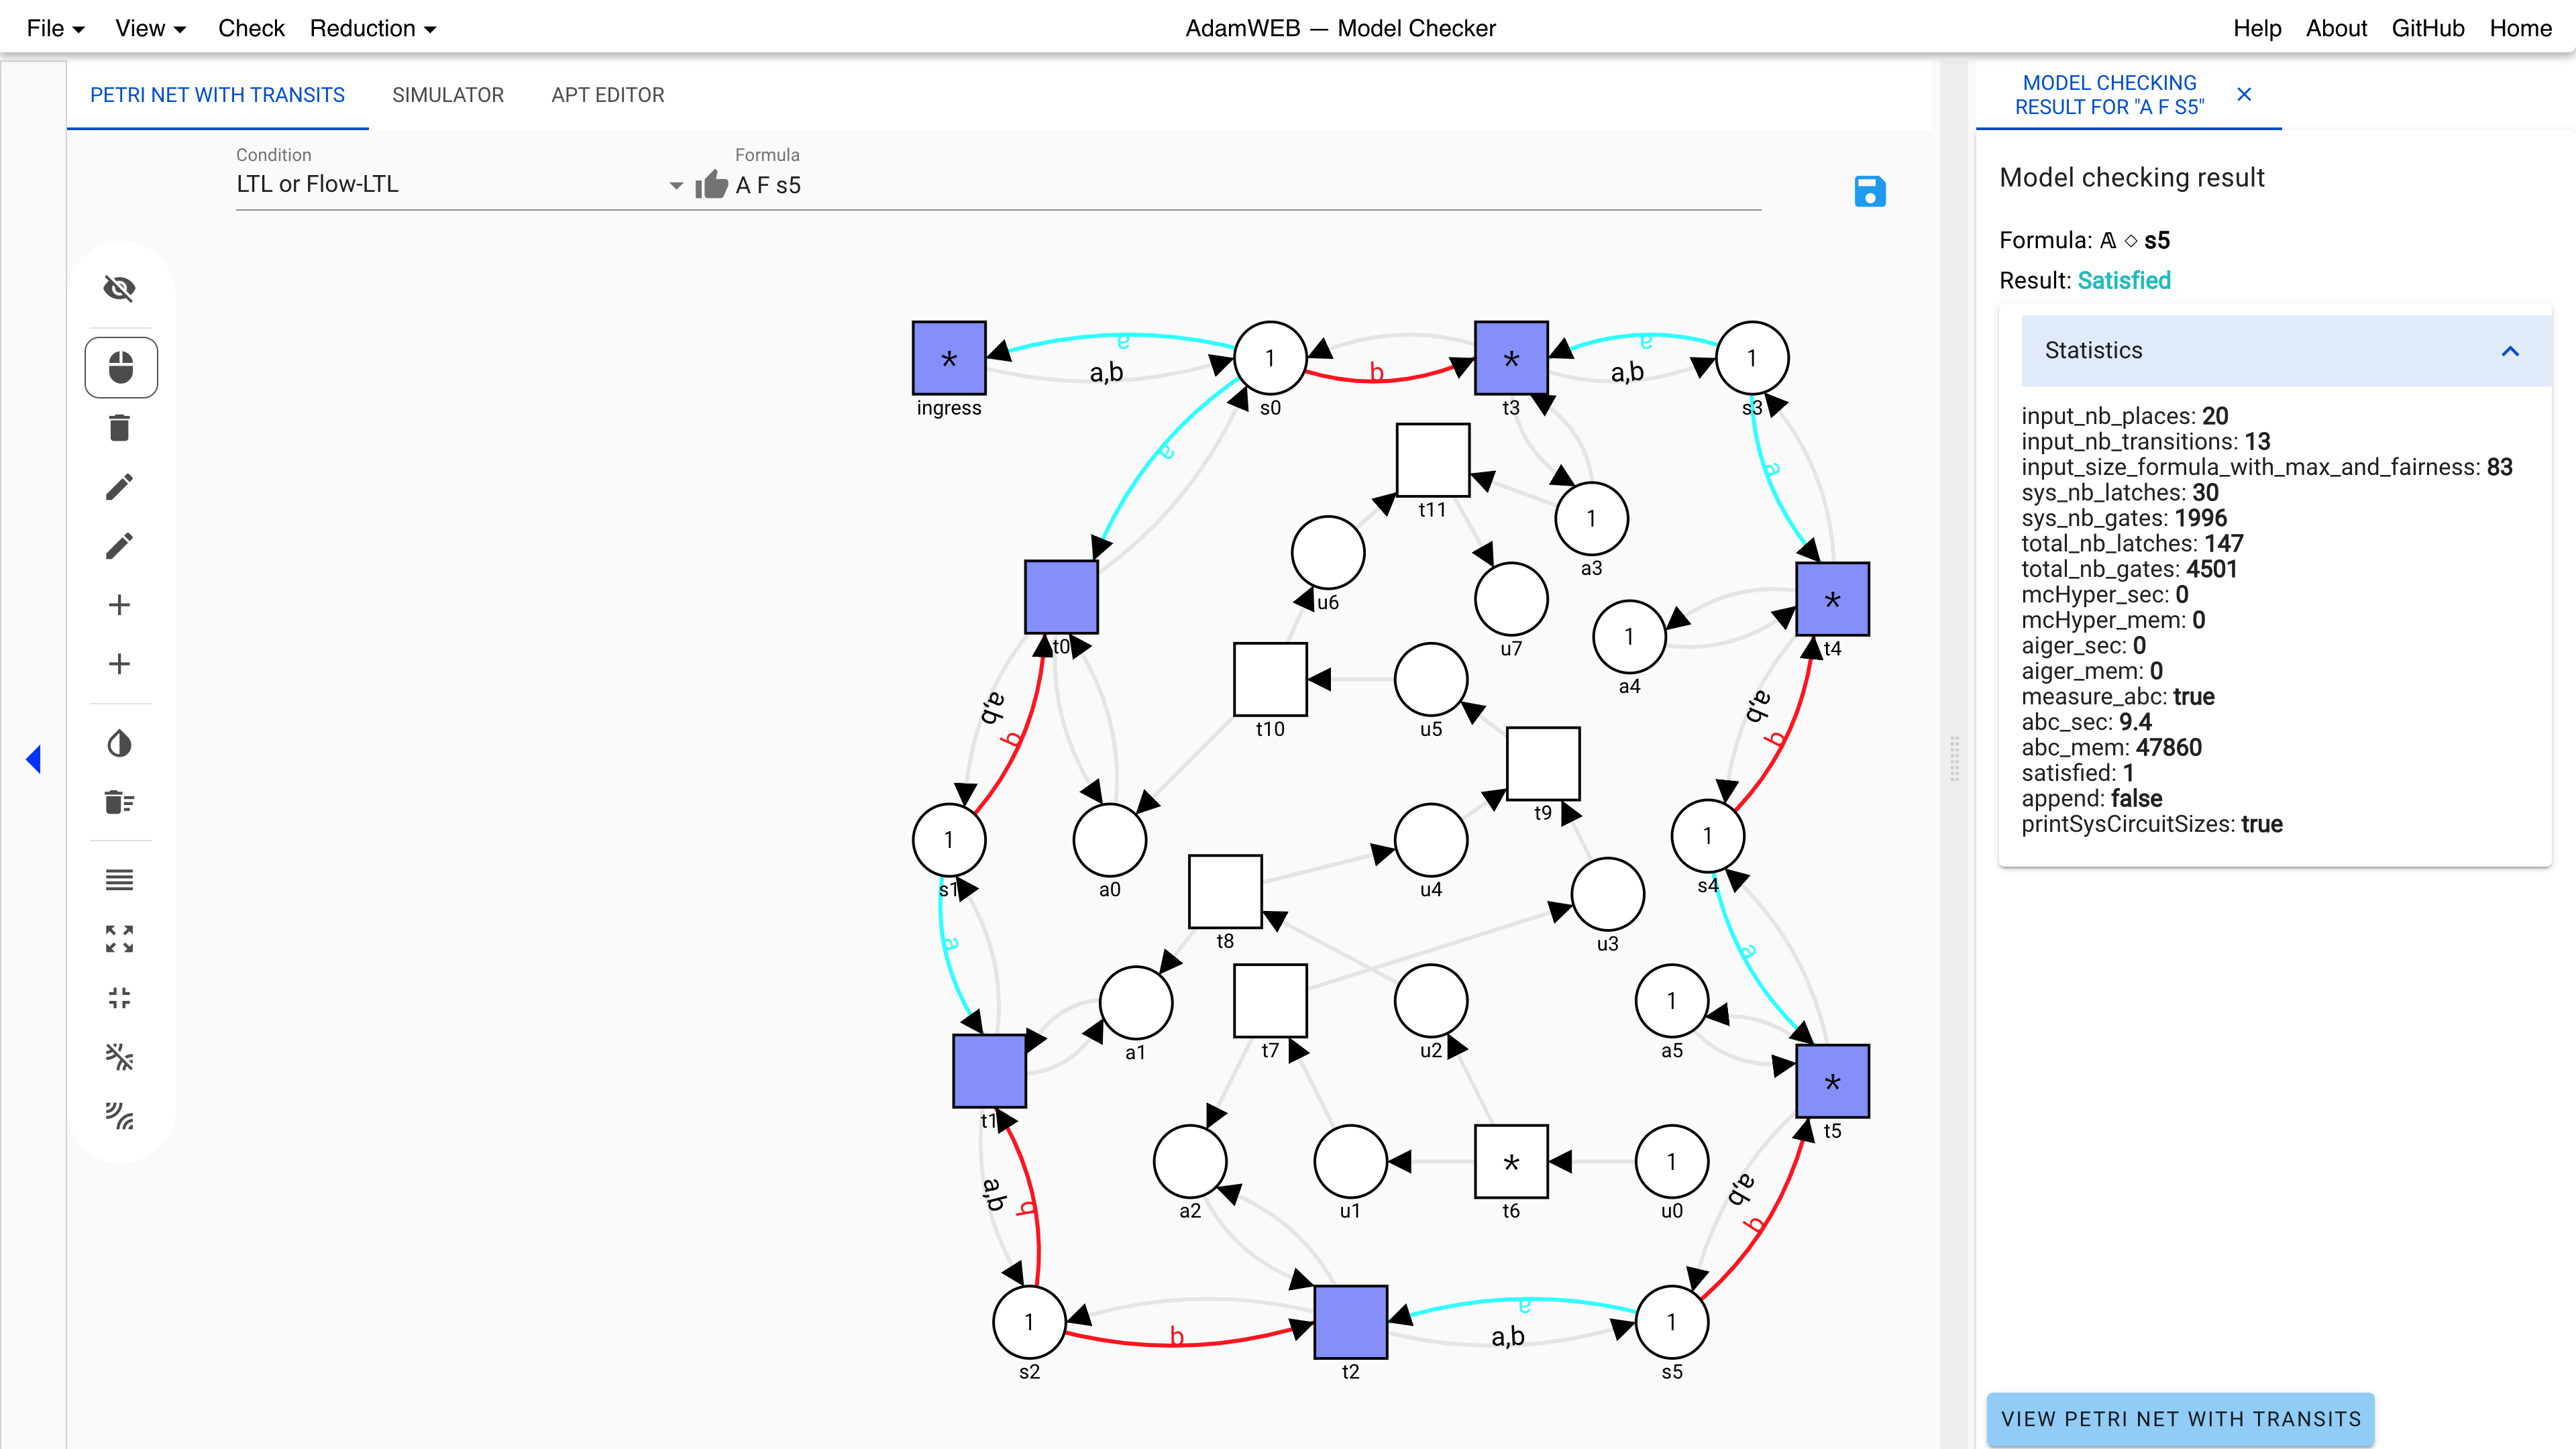 File View Check Reduction AdamWEB — Model Checker Help About GitHub Home
PETRI NET WITH TRANSITS SIMULATOR APT EDITOR
MODEL CHECKING
RESULT FOR "A F S5"
Condition
LTL or Flow-LTL
Formula
A F s5
Model checking result
Formula: 𝔸 ◇ s5
Result: Satisfied
Statistics
input_nb_places: 20
input_nb_transitions: 13
input_size_formula_with_max_and_fairness: 83
sys_nb_latches: 30
sys_nb_gates: 1996
total_nb_latches: 147
total_nb_gates: 4501
mcHyper_sec: 0
mcHyper_mem: 0
aiger_sec: 0
aiger_mem: 0
measure_abc: true
abc_sec: 9.4
abc_mem: 47860
satisfied: 1
append: false
printSysCircuitSizes: true
VIEW PETRI NET WITH TRANSITS
a a
* 1 * 1
a,b b a,b
ingress s0 t3 s3
a a
t11
1
a3
u6
*
1
t0 u7 t4
a4
a,b a,b
t10 u5
b b
t9
1 1
s1 a0 u4 s4
a a
t8 u3
1
a1 t7 u2 a5
*
t1 t5
* 1
a,b b a,b
a2 u1 t6 u0
b
a
1 1
b a,b
s2 t2 s5